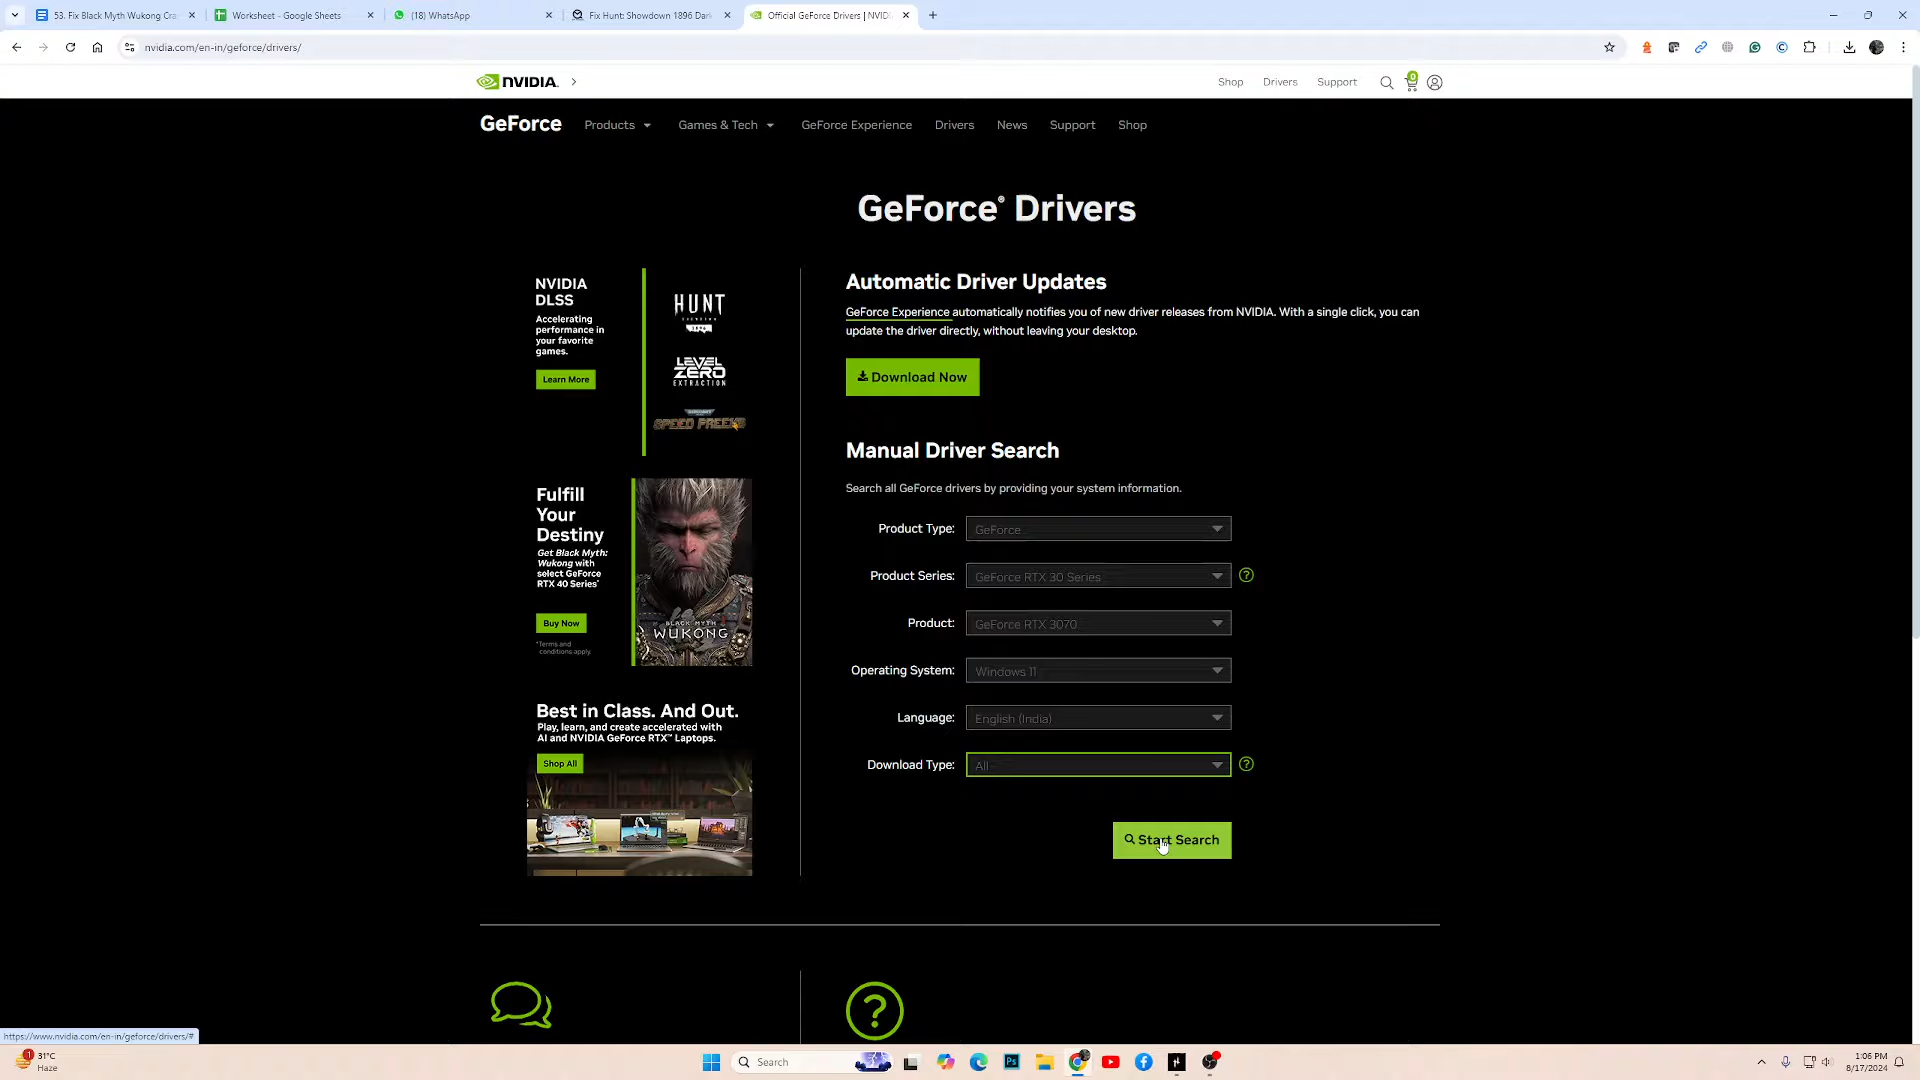 53. Fix Black Myth Wukong Cra
Worksheet - Google Sheets
(18) WhatsApp
Fix Hunt: Showdown 1896 Dark
Official GeForce Drivers | NVID
nvidia.com/en-in/geforce/drivers/
NVIDIA.
Shop
Drivers
Support
0
GeForce
Products
Games & Tech
GeForce Experience
Drivers
News
Support
Shop
GeForce® Drivers
NVIDIA
DLSS
Accelerating
performance in
your favorite
games.
Learn More
HUNT
LEVEL
ZERO
EXTRACTION
SPEED FREEKS
Automatic Driver Updates
GeForce Experience automatically notifies you of new driver releases from NVIDIA. With a single click, you can
update the driver directly, without leaving your desktop.
Download Now
Fulfill
Your
Destiny
Get Black Myth:
Wukong with
select GeForce
RTX 40 Series*
Buy Now
*Terms and
conditions apply.
BLACK MYTH
WUKONG
Manual Driver Search
Search all GeForce drivers by providing your system information.
Product Type: GeForce
Product Series: GeForce RTX 30 Series
Product: GeForce RTX 3070
Operating System: Windows 11
Language: English (India)
Download Type: All
Start Search
Best in Class. And Out.
Play, learn, and create accelerated with
AI and NVIDIA GeForce RTX™ Laptops.
Shop All
https://www.nvidia.com/en-in/geforce/drivers/#
1
31°C
Haze
Search
Ps
1:06 PM
8/17/2024